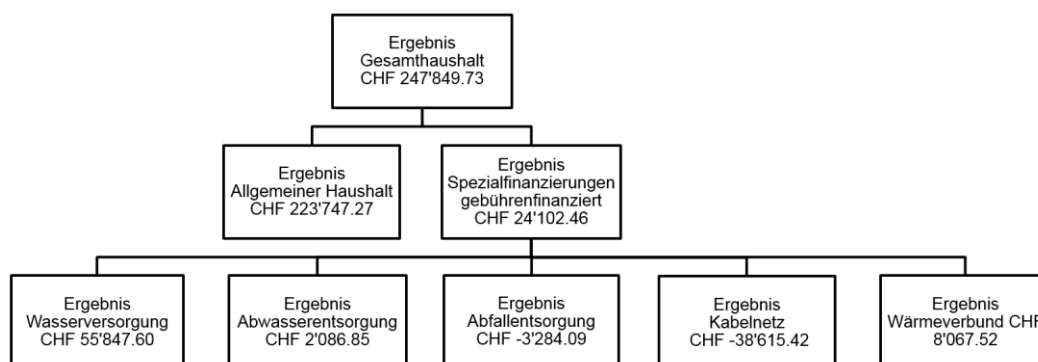 Ergebnis
Gesamthaushalt
CHF 247'849.73
Ergebnis
Allgemeiner Haushalt
CHF 223'747.27
Ergebnis
Spezialfinanzierungen
gebührenfinanziert
CHF 24'102.46
Ergebnis
Wasserversorgung
CHF 55'847.60
Ergebnis
Abwasserentsorgung
CHF 2'086.85
Ergebnis
Abfallentsorgung
CHF -3'284.09
Ergebnis
Kabelnetz
CHF -38'615.42
Ergebnis
Wärmeverbund CHF
8'067.52